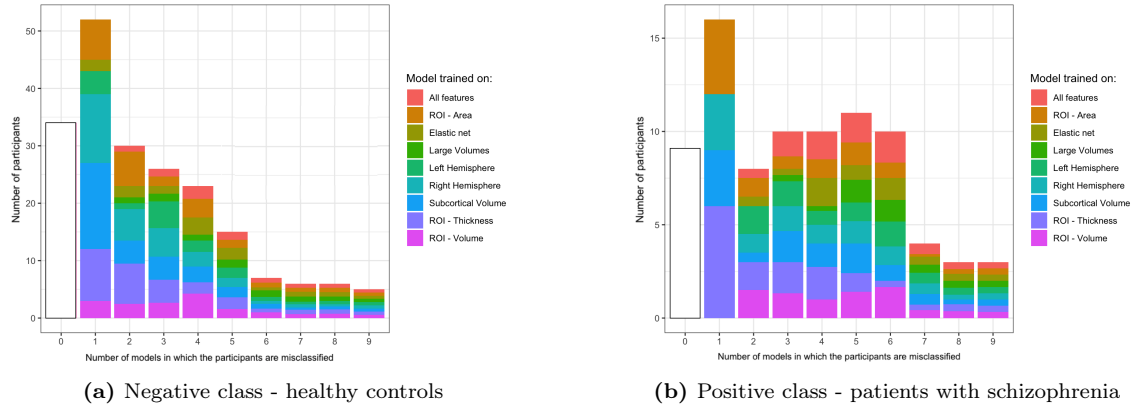 Number of participants
50
40
30
20
10
0
0 1 2 3 4 5 6 7 8 9
Number of models in which the participants are misclassified
Model trained on:
All features
ROI - Area
Elastic net
Large Volumes
Left Hemisphere
Right Hemisphere
Subcortical Volume
ROI - Thickness
ROI - Volume
(a) Negative class - healthy controls
Number of participants
15
10
5
0
0 1 2 3 4 5 6 7 8 9
Number of models in which the participants are misclassified
Model trained on:
All features
ROI - Area
Elastic net
Large Volumes
Left Hemisphere
Right Hemisphere
Subcortical Volume
ROI - Thickness
ROI - Volume
(b) Positive class - patients with schizophrenia